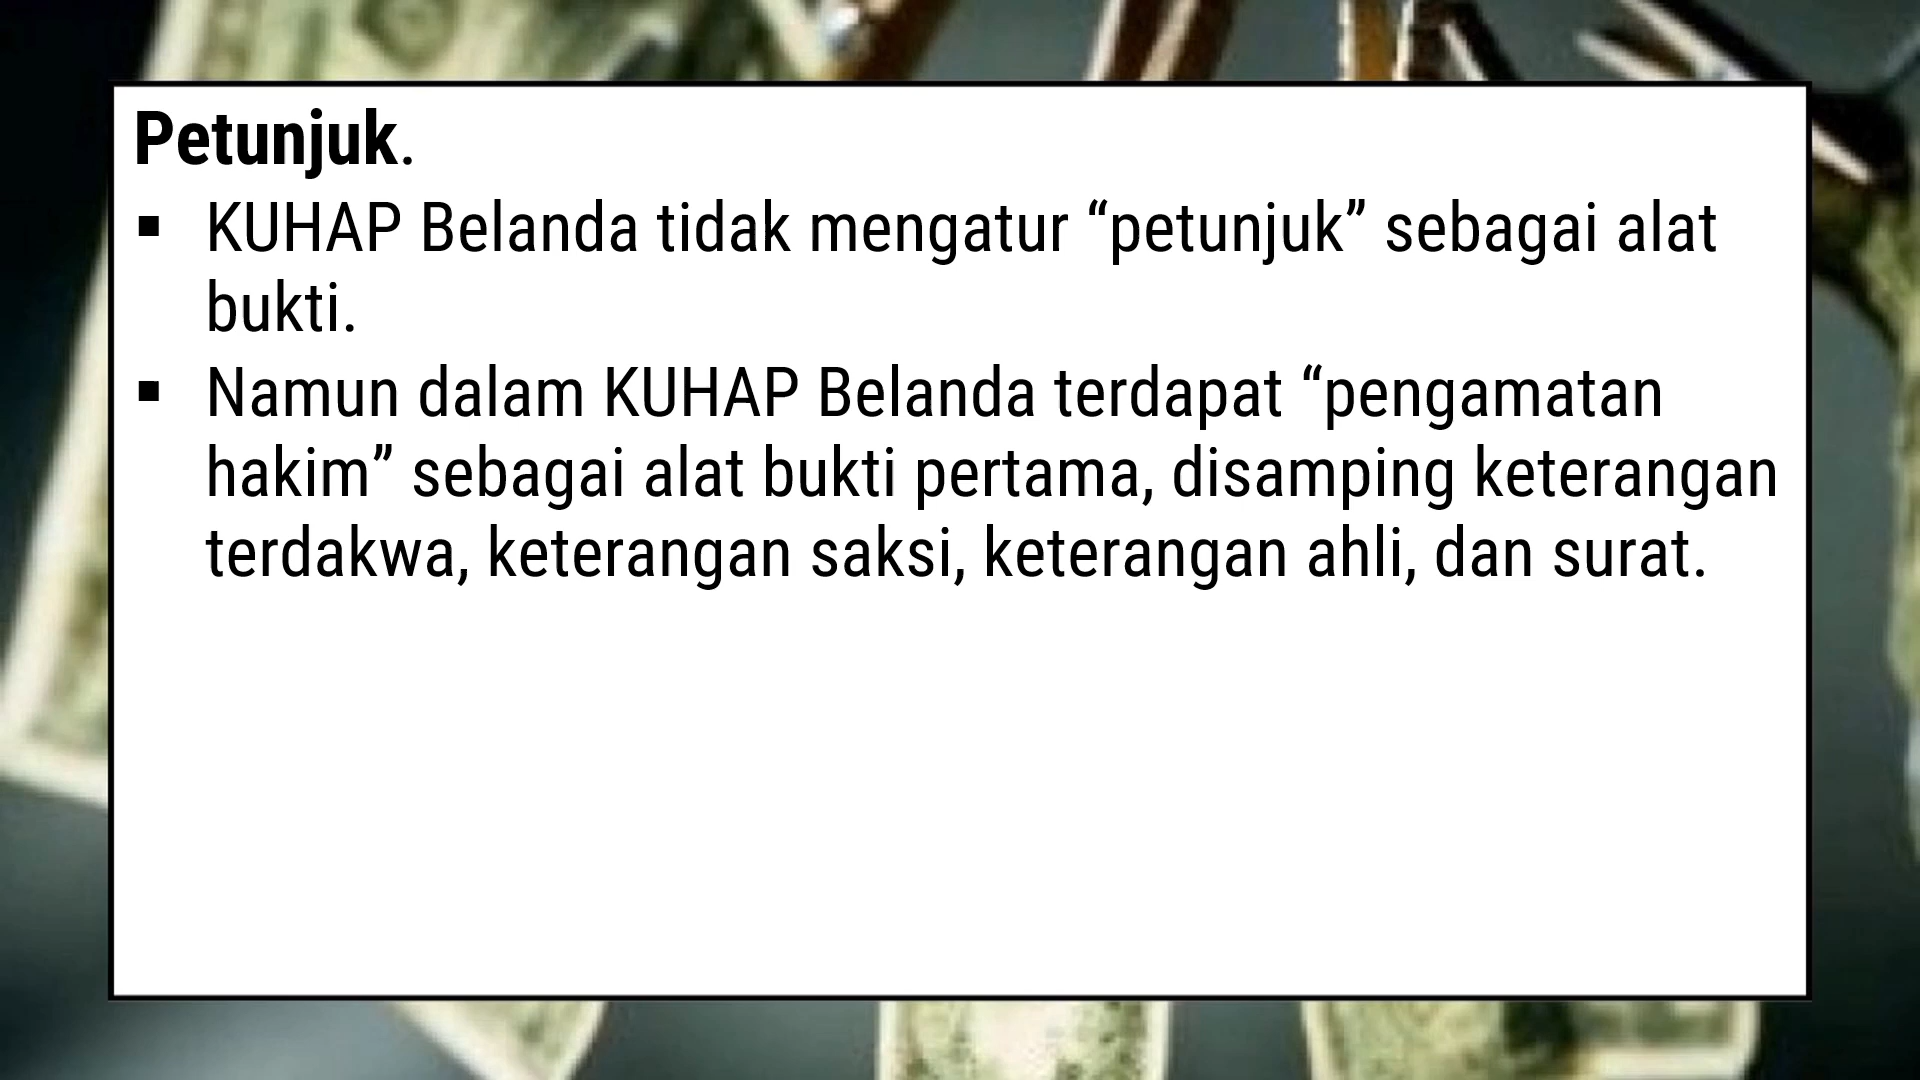 Petunjuk.
▪ KUHAP Belanda tidak mengatur “petunjuk” sebagai alat
bukti.
▪ Namun dalam KUHAP Belanda terdapat “pengamatan
hakim” sebagai alat bukti pertama, disamping keterangan
terdakwa, keterangan saksi, keterangan ahli, dan surat.